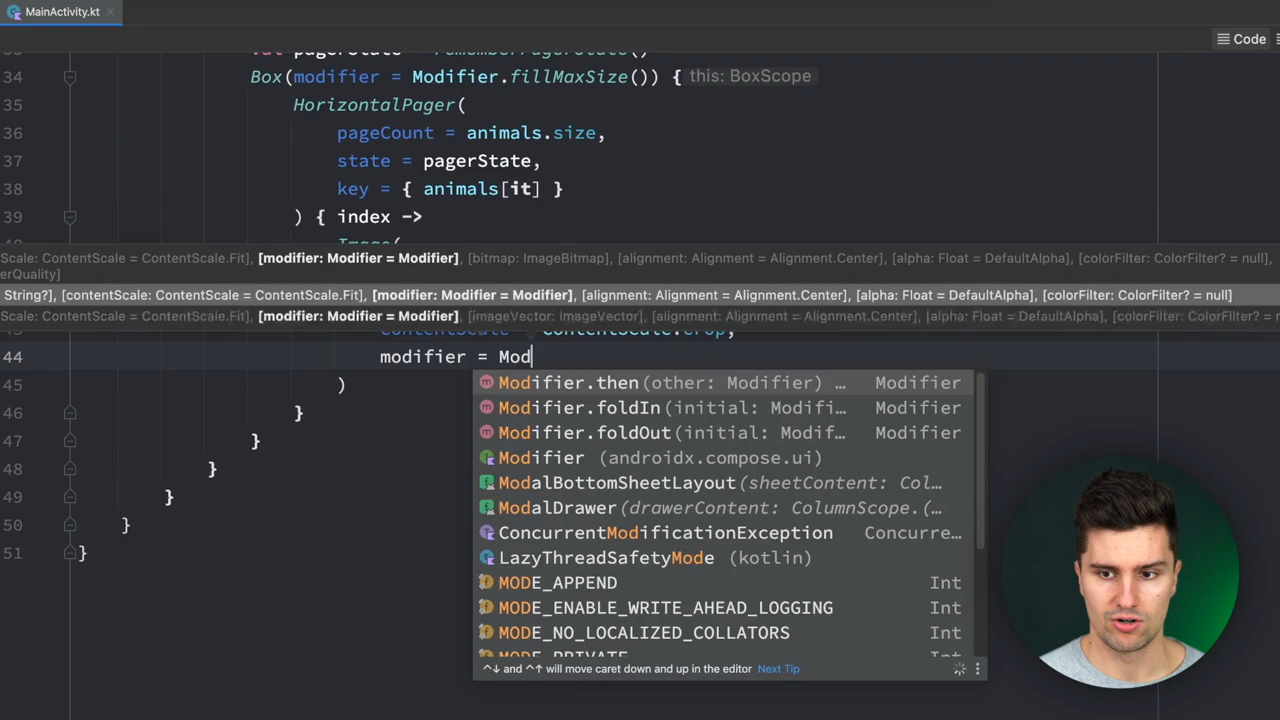 MainActivity.kt
Code
34 Box(modifier = Modifier.fillMaxSize()) { this: BoxScope
35 HorizontalPager(
36 pageCount = animals.size,
37 state = pagerState,
38 key = { animals[it] }
39 ) { index ->
Scale: ContentScale = ContentScale.Fit], [modifier: Modifier = Modifier], [bitmap: ImageBitmap], [alignment: Alignment = Alignment.Center], [alpha: Float = DefaultAlpha], [colorFilter: ColorFilter? = null],
erQuality]
String?], [contentScale: ContentScale = ContentScale.Fit], [modifier: Modifier = Modifier], [alignment: Alignment = Alignment.Center], [alpha: Float = DefaultAlpha], [colorFilter: ColorFilter? = null]
Scale: ContentScale = ContentScale.Fit], [modifier: Modifier = Modifier], [imageVector: ImageVector], [alignment: Alignment = Alignment.Center], [alpha: Float = DefaultAlpha], [colorFilter: ColorFilter? = n
44 modifier = Mod
45 )
46 }
47 }
48 }
49 }
50 }
51 }
Modifier.then(other: Modifier) … Modifier
Modifier.foldIn(initial: Modifi… Modifier
Modifier.foldOut(initial: Modif… Modifier
Modifier (androidx.compose.ui)
ModalBottomSheetLayout(sheetContent: Col…
ModalDrawer(drawerContent: ColumnScope.(…
ConcurrentModificationException Concurre…
LazyThreadSafetyMode (kotlin)
MODE_APPEND Int
MODE_ENABLE_WRITE_AHEAD_LOGGING Int
MODE_NO_LOCALIZED_COLLATORS Int
^↓ and ^↑ will move caret down and up in the editor Next Tip